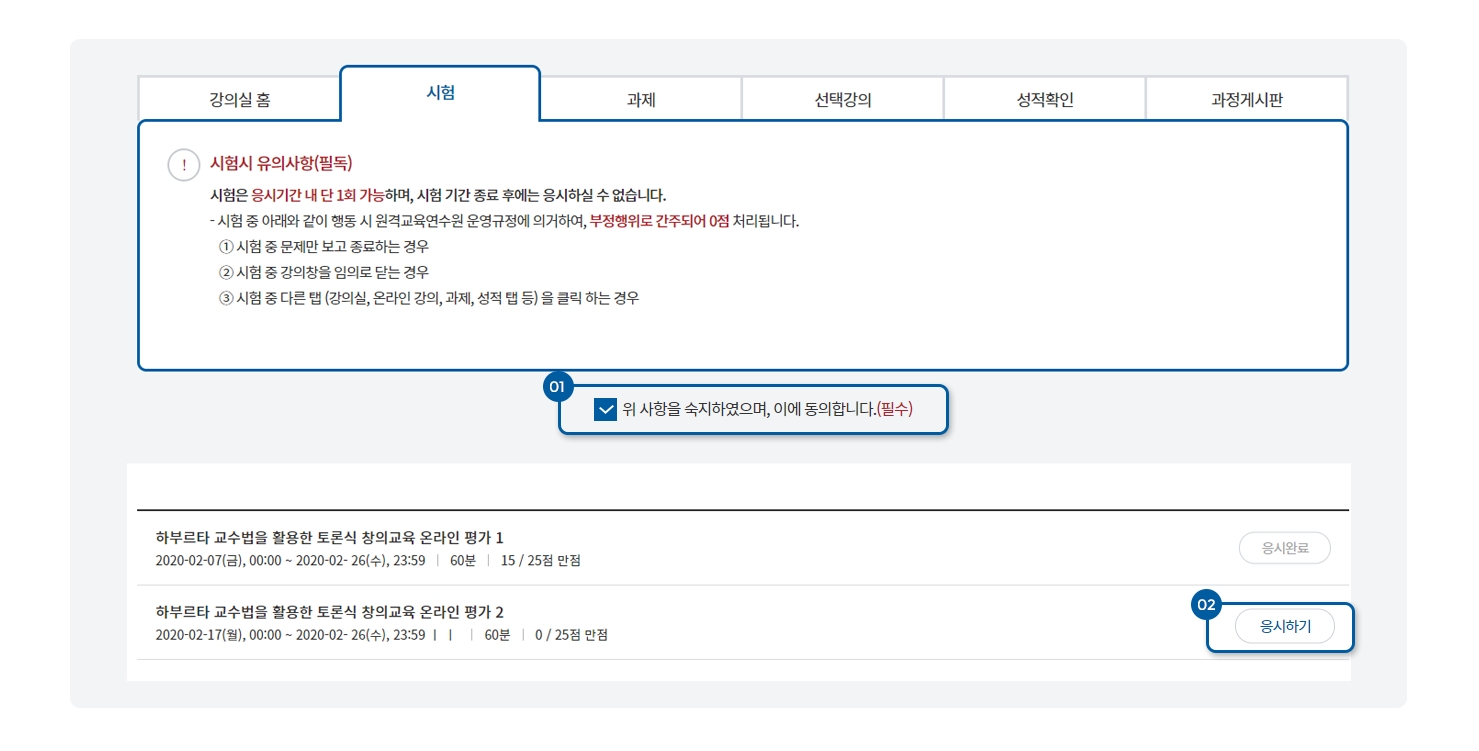 강의실 홈 시험 과제 선택강의 성적확인 과정게시판
! 시험시 유의사항(필독)
시험은 응시기간 내 단 1회 가능하며, 시험 기간 종료 후에는 응시하실 수 없습니다.
- 시험 중 아래와 같이 행동 시 원격교육연수원 운영규정에 의거하여, 부정행위로 간주되어 0점 처리됩니다.
① 시험 중 문제만 보고 종료하는 경우
② 시험 중 강의창을 임의로 닫는 경우
③ 시험 중 다른 탭 (강의실, 온라인 강의, 과제, 성적 탭 등) 을 클릭 하는 경우
01
위 사항을 숙지하였으며, 이에 동의합니다.(필수)
하부르타 교수법을 활용한 토론식 창의교육 온라인 평가 1
2020-02-07(금), 00:00 ~ 2020-02- 26(수), 23:59 | 60분 | 15 / 25점 만점
응시완료
하부르타 교수법을 활용한 토론식 창의교육 온라인 평가 2
2020-02-17(월), 00:00 ~ 2020-02- 26(수), 23:59 | | | 60분 | 0 / 25점 만점
02
응시하기